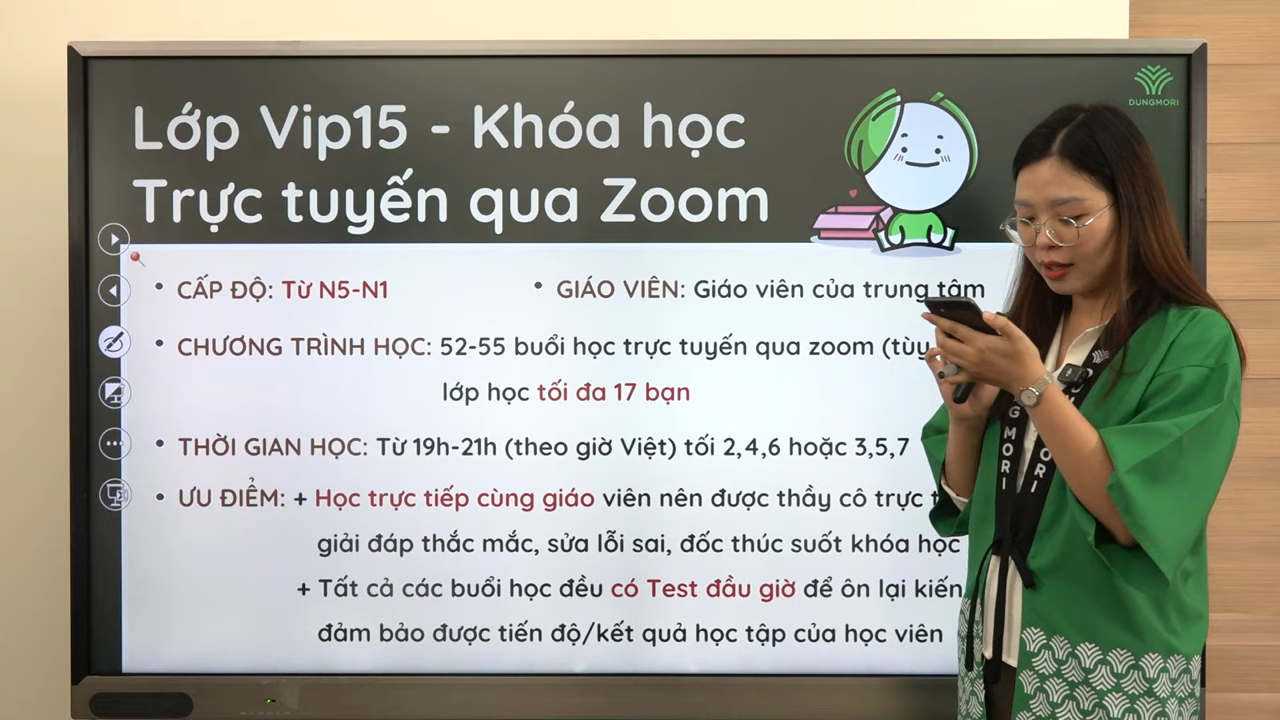 Lớp Vip15 - Khóa học
Trực tuyến qua Zoom
DUNGMORI
• CẤP ĐỘ: Từ N5-N1
• GIÁO VIÊN: Giáo viên của trung tâm
• CHƯƠNG TRÌNH HỌC: 52-55 buổi học trực tuyến qua zoom (tùy
lớp học tối đa 17 bạn
• THỜI GIAN HỌC: Từ 19h-21h (theo giờ Việt) tối 2,4,6 hoặc 3,5,7
• ƯU ĐIỂM: + Học trực tiếp cùng giáo viên nên được thầy cô trực
giải đáp thắc mắc, sửa lỗi sai, đốc thúc suốt khóa học
+ Tất cả các buổi học đều có Test đầu giờ để ôn lại kiến
đảm bảo được tiến độ/kết quả học tập của học viên
G MORI
ORI